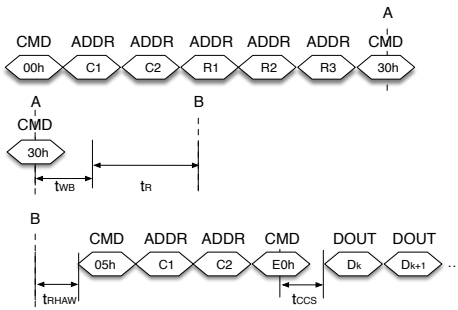 A
CMD ADDR ADDR ADDR ADDR ADDR CMD
00h C1 C2 R1 R2 R3 30h
A B
CMD
30h
tWB tR
B
CMD ADDR ADDR CMD DOUT DOUT
05h C1 C2 E0h Dk Dk+1 ..
tRHAW tCCS